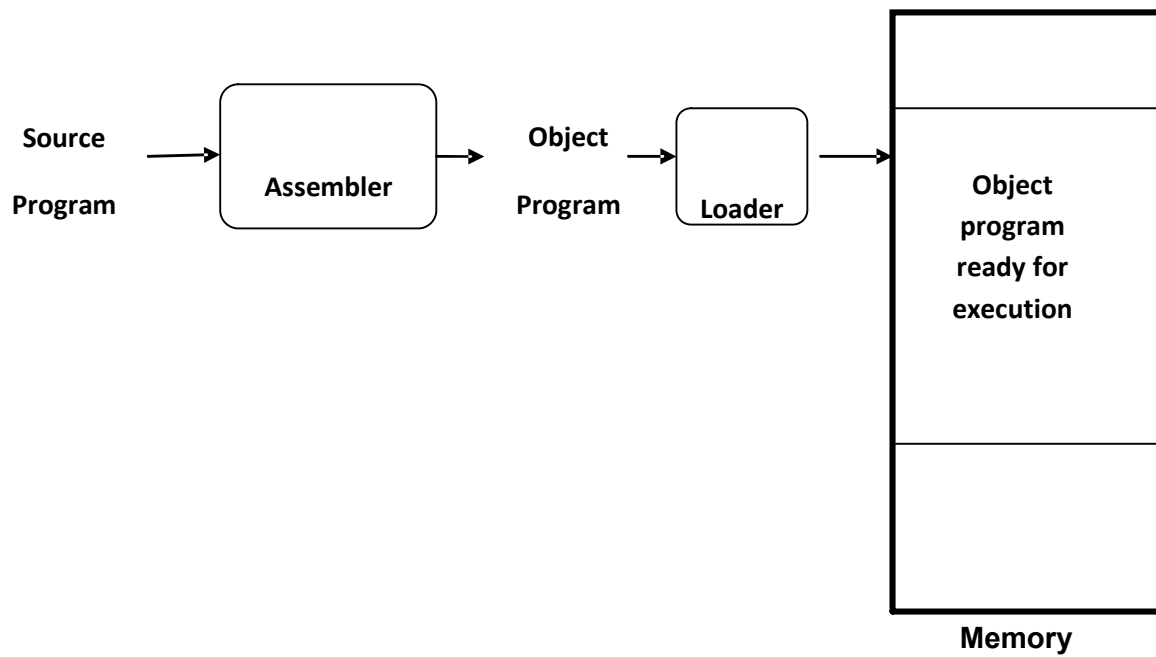 Source
Program
Assembler
Object
Program
Loader
Object
program
ready for
execution
Memory